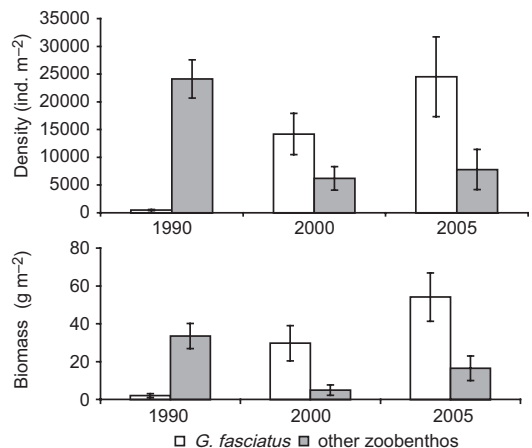 Density (ind. m⁻²)
35000
30000
25000
20000
15000
10000
5000
0
1990 2000 2005
Biomass (g m⁻²)
80
60
40
20
0
1990 2000 2005
G. fasciatus other zoobenthos